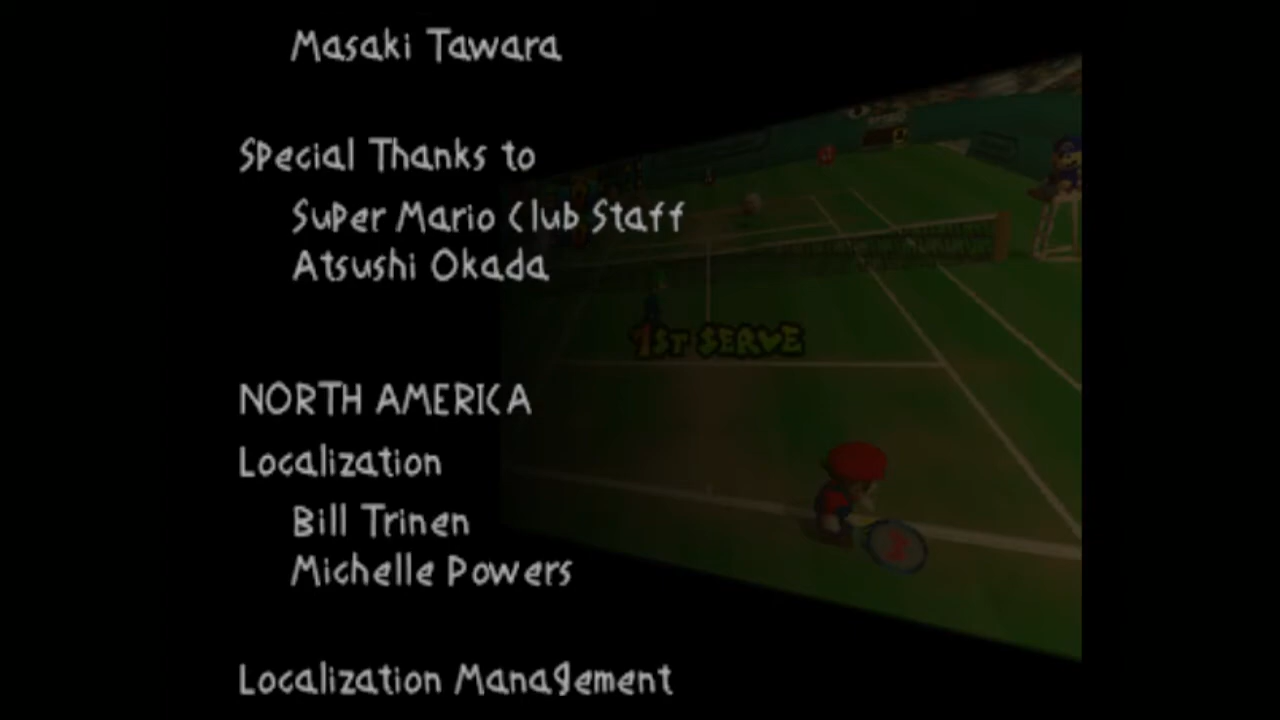 Masaki Tawara
Special Thanks to
Super Mario Club Staff
Atsushi Okada
1ST SERVE
NORTH AMERICA
Localization
Bill Trinen
Michelle Powers
Localization Management